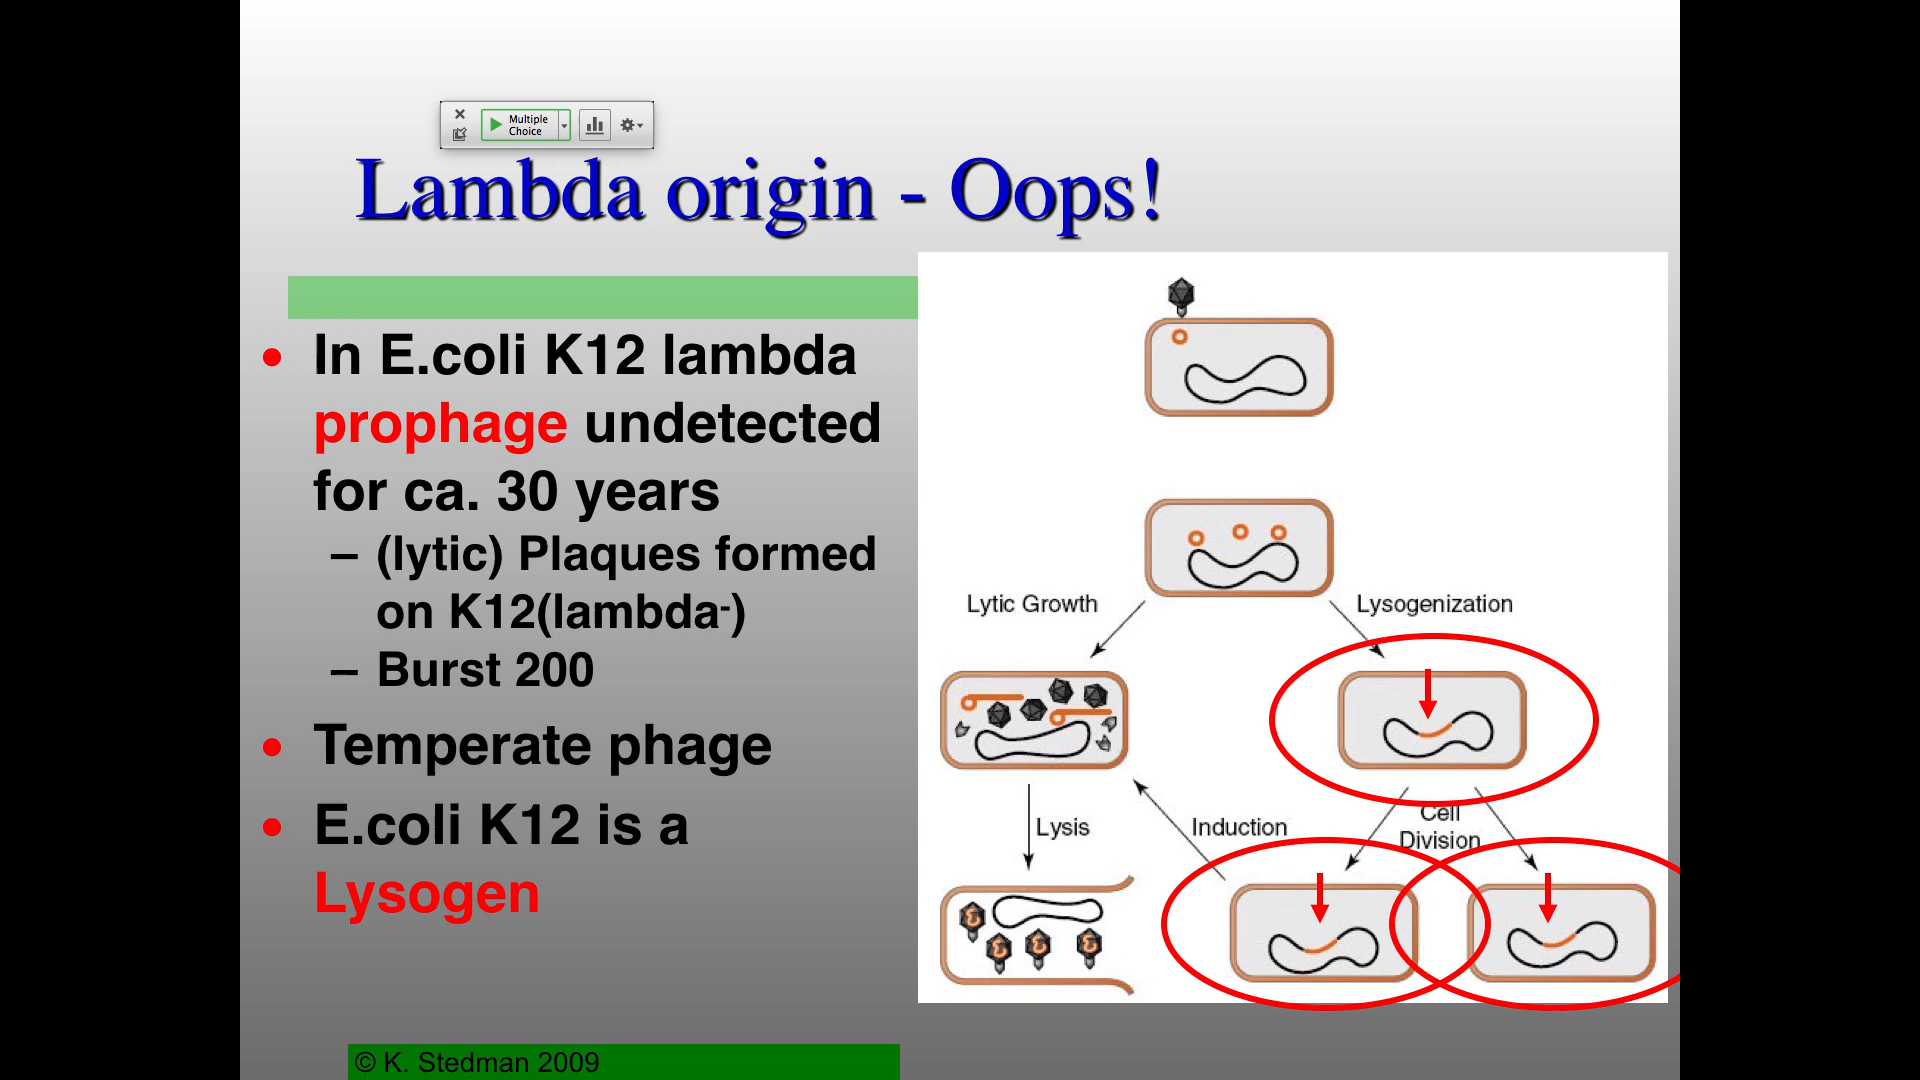 Multiple
Choice
Lambda origin - Oops!
• In E.coli K12 lambda
prophage undetected
for ca. 30 years
– (lytic) Plaques formed
on K12(lambda-)
– Burst 200
• Temperate phage
• E.coli K12 is a
Lysogen
Lytic Growth
Lysogenization
Lysis
Induction
Cell
Division
© K. Stedman 2009